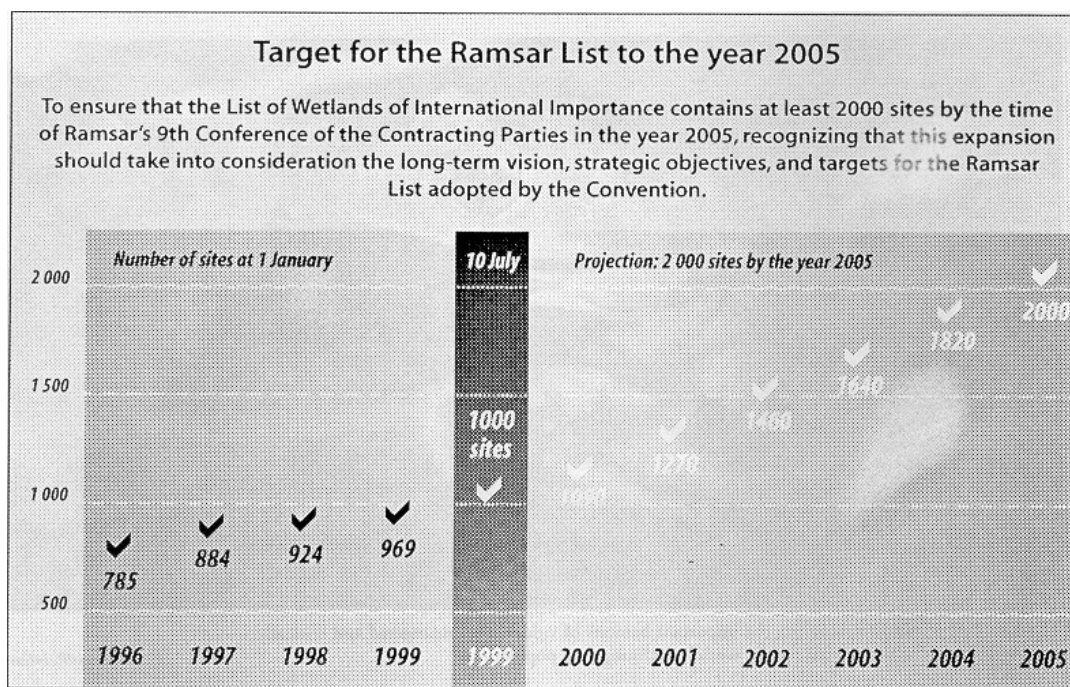 Target for the Ramsar List to the year 2005
To ensure that the List of Wetlands of International Importance contains at least 2000 sites by the time
of Ramsar's 9th Conference of the Contracting Parties in the year 2005, recognizing that this expansion
should take into consideration the long-term vision, strategic objectives, and targets for the Ramsar
List adopted by the Convention.
Number of sites at 1 January
10 July
Projection: 2 000 sites by the year 2005
2 000
2000
1820
1640
1 500
1460
1000
sites
1270
1 000
969
924
884
785
500
1996 1997 1998 1999 1999 2000 2001 2002 2003 2004 2005